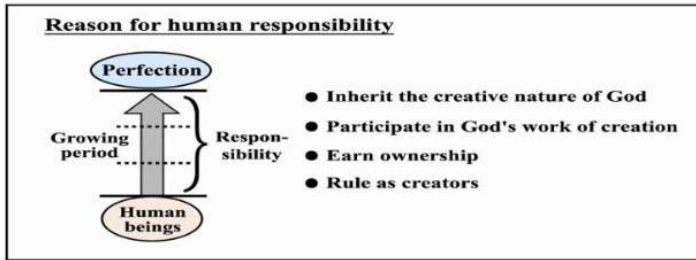 Reason for human responsibility
Perfection
Growing
period
Respon-
sibility
Human
beings
● Inherit the creative nature of God
● Participate in God's work of creation
● Earn ownership
● Rule as creators